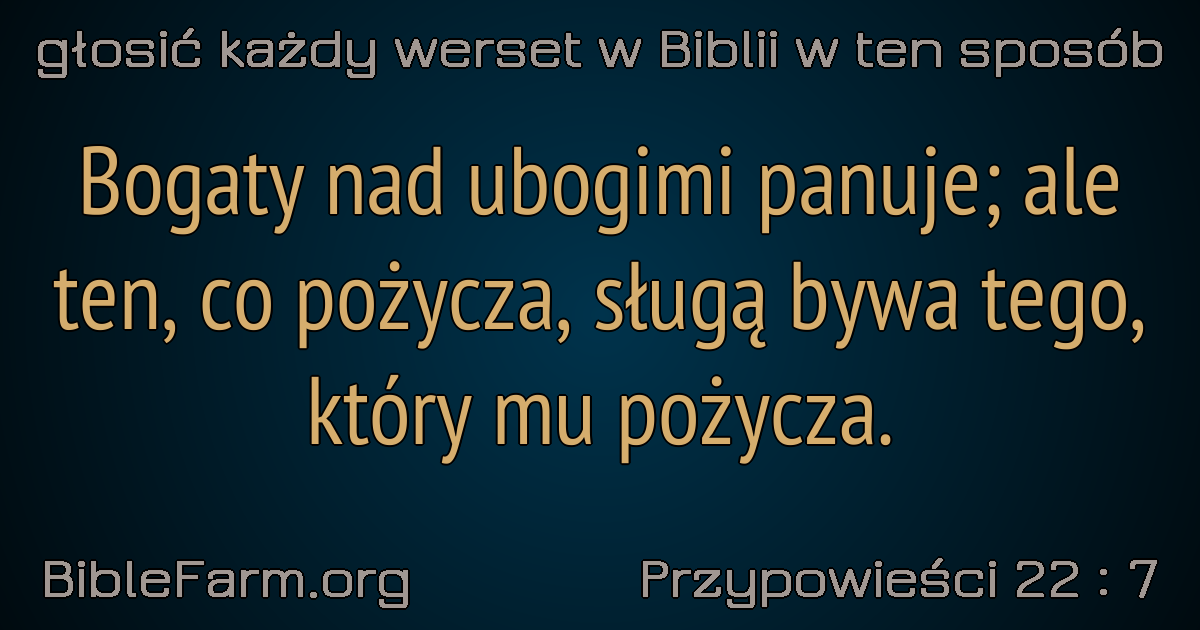 głosić każdy werset w Biblii w ten sposób
Bogaty nad ubogimi panuje; ale
ten, co pożycza, sługą bywa tego,
który mu pożycza.
BibleFarm.org
Przypowieści 22 : 7